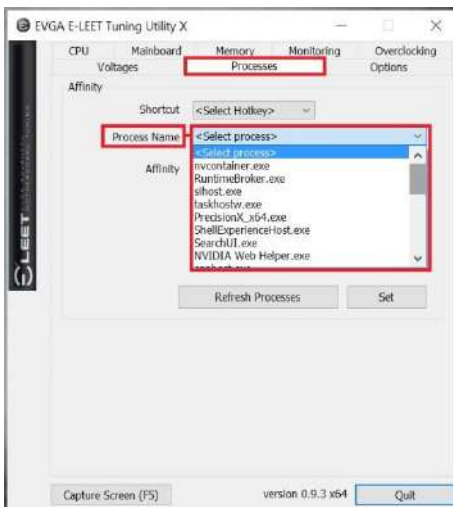 EVGA E-LEET Tuning Utility X
CPU Mainboard Memory Monitoring Overclocking
Voltages Processes Options
Affinity
Shortcut <Select Hotkey>
Process Name <Select process>
<Select process>
nvcontainer.exe
Affinity
RuntimeBroker.exe
sihost.exe
taskhostw.exe
PrecisionX_x64.exe
ShellExperienceHost.exe
SearchUI.exe
NVIDIA Web Helper.exe
Refresh Processes Set
E-LEET
Capture Screen (F5) version 0.9.3 x64 Quit